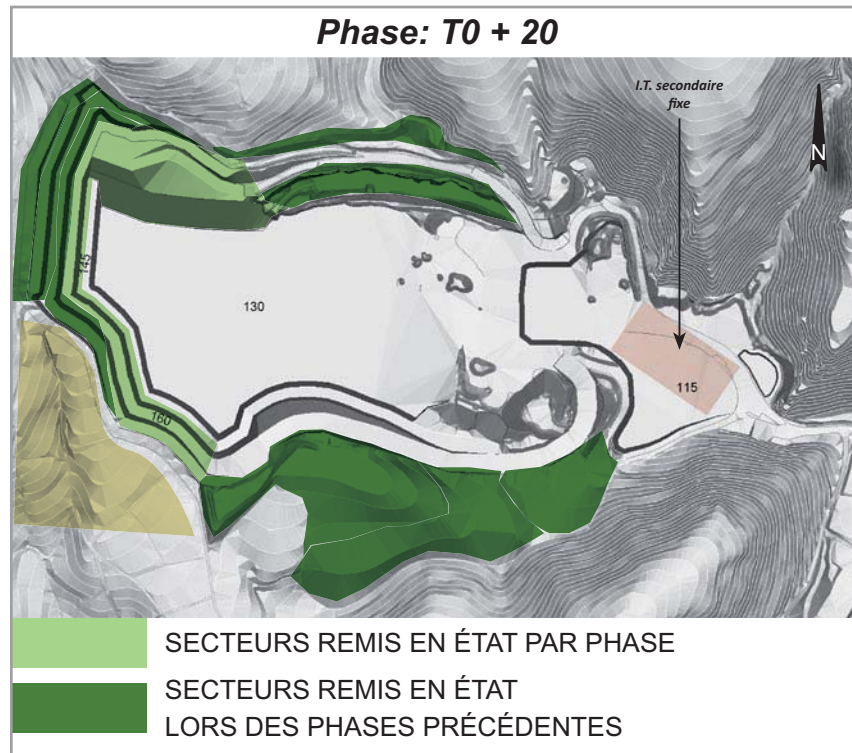 Phase: T0 + 20
I.T. secondaire
fixe
N
145
130
115
160
SECTEURS REMIS EN ÉTAT PAR PHASE
SECTEURS REMIS EN ÉTAT
LORS DES PHASES PRÉCÉDENTES